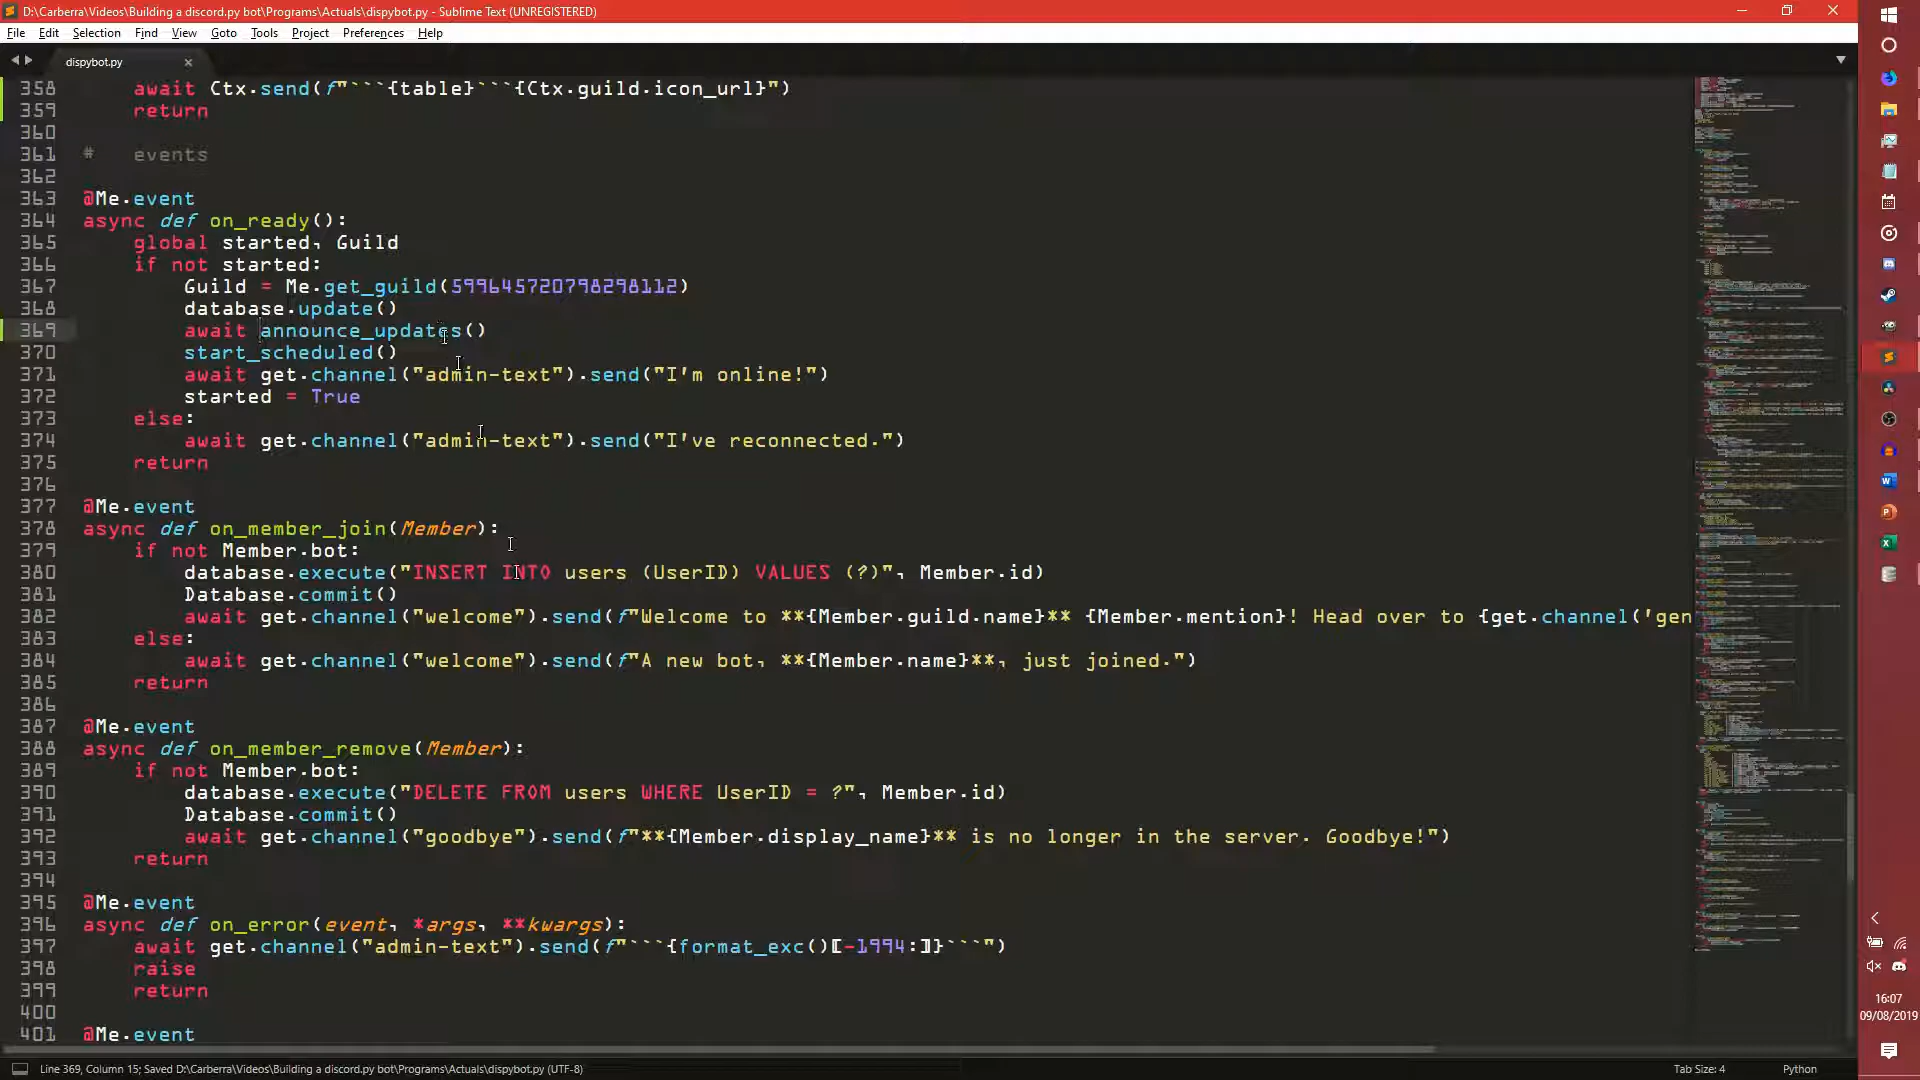 D:\Carberra\Videos\Building a discord.py bot\Programs\Actuals\dispybot.py - Sublime Text (UNREGISTERED)
File Edit Selection Find View Goto Tools Project Preferences Help
dispybot.py
358 await Ctx.send(f"```{table}```{Ctx.guild.icon_url}")
359 return
360
361 # events
362
363 @Me.event
364 async def on_ready():
365 global started, Guild
366 if not started:
367 Guild = Me.get_guild(599645720798298112)
368 database.update()
369 await announce_updates()
370 start_scheduled()
371 await get.channel("admin-text").send("I'm online!")
372 started = True
373 else:
374 await get.channel("admin-text").send("I've reconnected.")
375 return
376
377 @Me.event
378 async def on_member_join(Member):
379 if not Member.bot:
380 database.execute("INSERT INTO users (UserID) VALUES (?)", Member.id)
381 Database.commit()
382 await get.channel("welcome").send(f"Welcome to **{Member.guild.name}** {Member.mention}! Head over to {get.channel('gen
383 else:
384 await get.channel("welcome").send(f"A new bot, **{Member.name}**, just joined.")
385 return
386
387 @Me.event
388 async def on_member_remove(Member):
389 if not Member.bot:
390 database.execute("DELETE FROM users WHERE UserID = ?", Member.id)
391 Database.commit()
392 await get.channel("goodbye").send(f"**{Member.display_name}** is no longer in the server. Goodbye!")
393 return
394
395 @Me.event
396 async def on_error(event, *args, **kwargs):
397 await get.channel("admin-text").send(f"```{format_exc()[-1994:]}```")
398 raise
399 return
400
401 @Me.event
16:07
09/08/2019
Line 369, Column 15; Saved D:\Carberra\Videos\Building a discord.py bot\Programs\Actuals\dispybot.py (UTF-8)
Tab Size: 4
Python